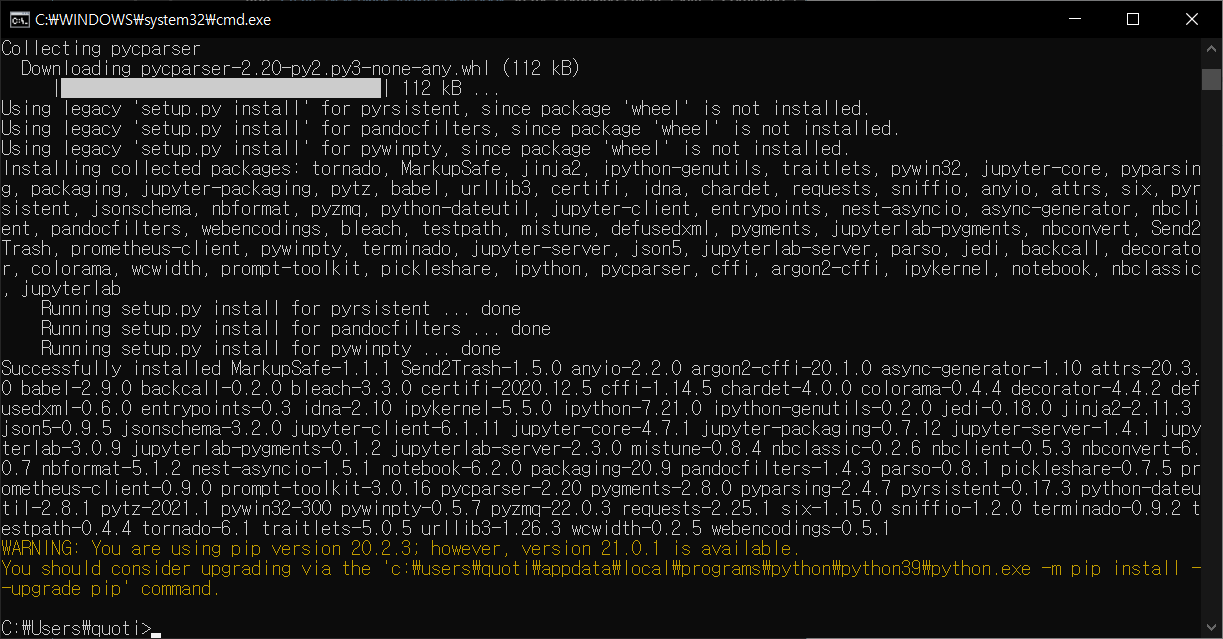 C:₩WINDOWS₩system32₩cmd.exe
Collecting pycparser
  Downloading pycparser-2.20-py2.py3-none-any.whl (112 kB)
     |████████████████████████████████| 112 kB ...
Using legacy 'setup.py install' for pyrsistent, since package 'wheel' is not installed.
Using legacy 'setup.py install' for pandocfilters, since package 'wheel' is not installed.
Using legacy 'setup.py install' for pywinpty, since package 'wheel' is not installed.
Installing collected packages: tornado, MarkupSafe, jinja2, ipython-genutils, traitlets, pywin32, jupyter-core, pyparsin
g, packaging, jupyter-packaging, pytz, babel, urllib3, certifi, idna, chardet, requests, sniffio, anyio, attrs, six, pyr
sistent, jsonschema, nbformat, pyzmq, python-dateutil, jupyter-client, entrypoints, nest-asyncio, async-generator, nbcli
ent, pandocfilters, webencodings, bleach, testpath, mistune, defusedxml, pygments, jupyterlab-pygments, nbconvert, Send2
Trash, prometheus-client, pywinpty, terminado, jupyter-server, json5, jupyterlab-server, parso, jedi, backcall, decorato
r, colorama, wcwidth, prompt-toolkit, pickleshare, ipython, pycparser, cffi, argon2-cffi, ipykernel, notebook, nbclassic
, jupyterlab
    Running setup.py install for pyrsistent ... done
    Running setup.py install for pandocfilters ... done
    Running setup.py install for pywinpty ... done
Successfully installed MarkupSafe-1.1.1 Send2Trash-1.5.0 anyio-2.2.0 argon2-cffi-20.1.0 async-generator-1.10 attrs-20.3.
0 babel-2.9.0 backcall-0.2.0 bleach-3.3.0 certifi-2020.12.5 cffi-1.14.5 chardet-4.0.0 colorama-0.4.4 decorator-4.4.2 def
usedxml-0.6.0 entrypoints-0.3 idna-2.10 ipykernel-5.5.0 ipython-7.21.0 ipython-genutils-0.2.0 jedi-0.18.0 jinja2-2.11.3
json5-0.9.5 jsonschema-3.2.0 jupyter-client-6.1.11 jupyter-core-4.7.1 jupyter-packaging-0.7.12 jupyter-server-1.4.1 jupy
terlab-3.0.9 jupyterlab-pygments-0.1.2 jupyterlab-server-2.3.0 mistune-0.8.4 nbclassic-0.2.6 nbclient-0.5.3 nbconvert-6.
0.7 nbformat-5.1.2 nest-asyncio-1.5.1 notebook-6.2.0 packaging-20.9 pandocfilters-1.4.3 parso-0.8.1 pickleshare-0.7.5 pr
ometheus-client-0.9.0 prompt-toolkit-3.0.16 pycparser-2.20 pygments-2.8.0 pyparsing-2.4.7 pyrsistent-0.17.3 python-dateu
til-2.8.1 pytz-2021.1 pywin32-300 pywinpty-0.5.7 pyzmq-22.0.3 requests-2.25.1 six-1.15.0 sniffio-1.2.0 terminado-0.9.2 t
estpath-0.4.4 tornado-6.1 traitlets-5.0.5 urllib3-1.26.3 wcwidth-0.2.5 webencodings-0.5.1
WARNING: You are using pip version 20.2.3; however, version 21.0.1 is available.
You should consider upgrading via the 'c:₩users₩quoti₩appdata₩local₩programs₩python₩python39₩python.exe -m pip install -
-upgrade pip' command.
C:₩Users₩quoti>